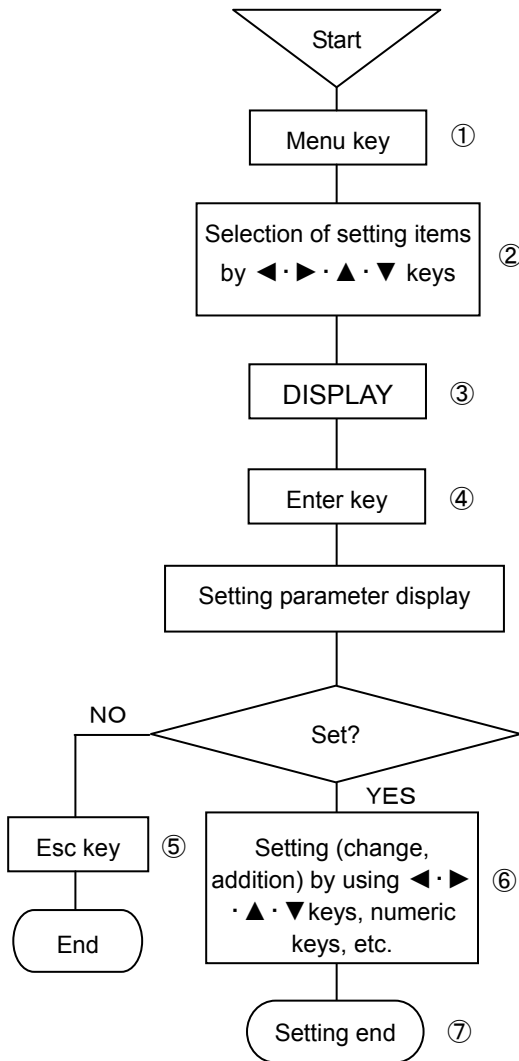 Start
Menu key ①
Selection of setting items
by ◀・▶・▲・▼ keys ②
DISPLAY ③
Enter key ④
Setting parameter display
Set?
NO
YES
Esc key ⑤
End
Setting (change,
addition) by using ◀・▶ ⑥
・▲・▼keys, numeric
keys, etc.
Setting end ⑦